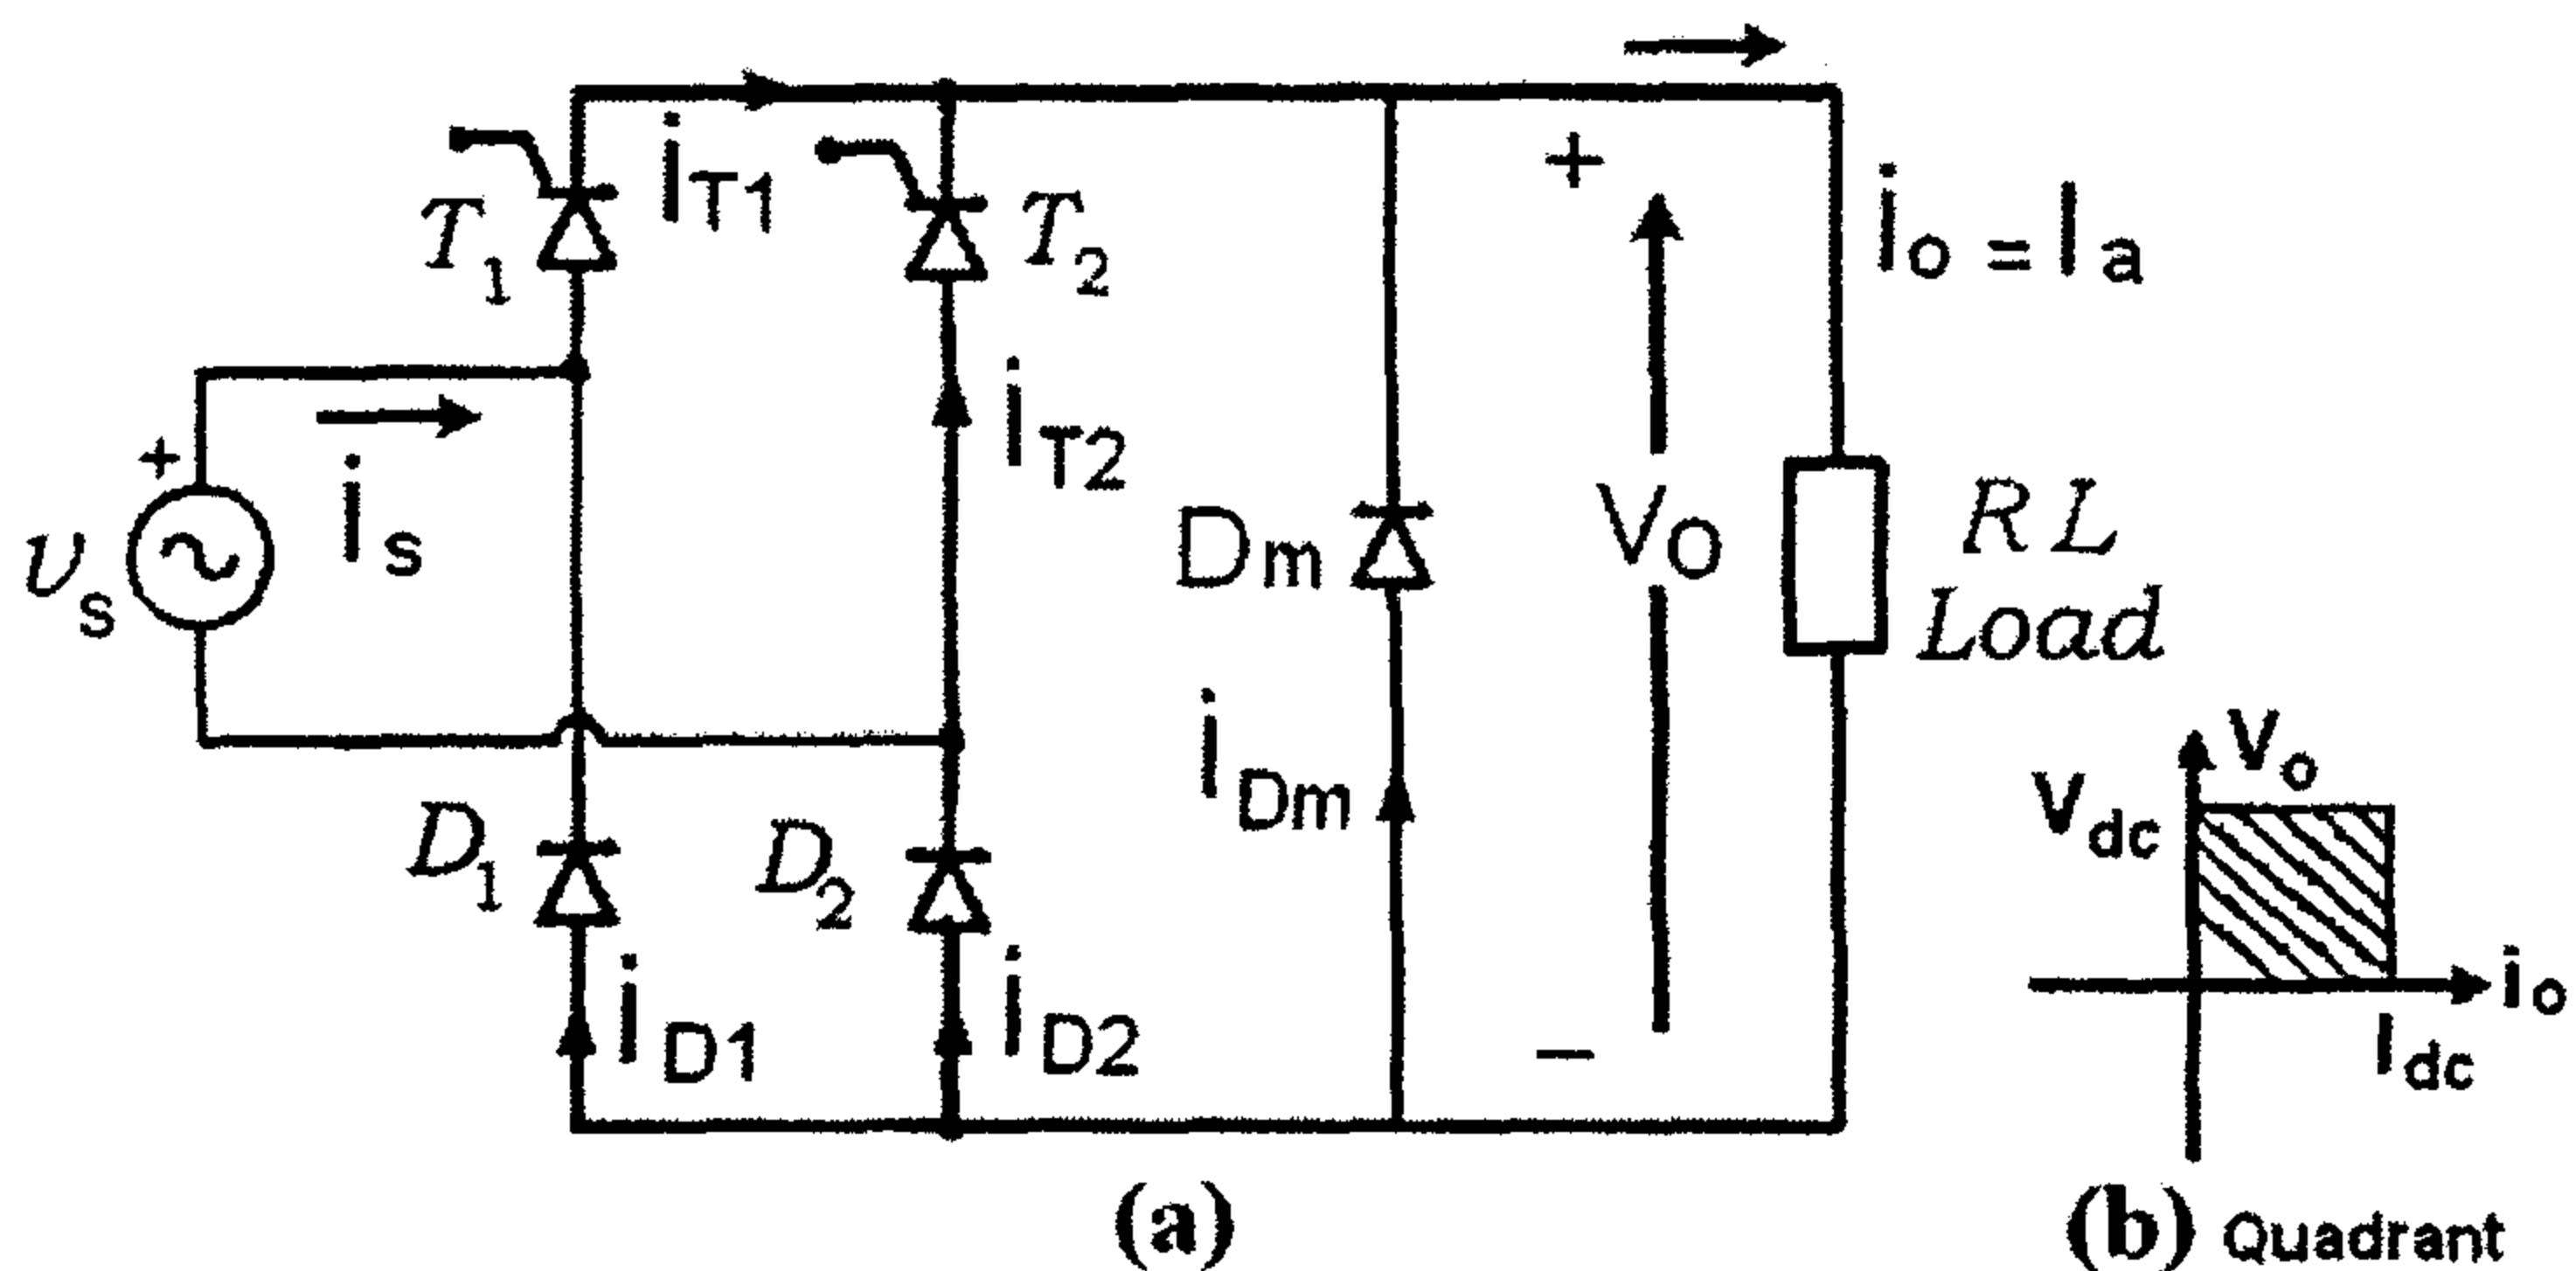 iT1
T1
T2
io = Ia
+
is
iT2
υs
+
−
Dm
VO
RL
Load
iDm
D1
D2
iD1
iD2
Vo
Vdc
io
Idc
(a)
(b) Quadrant